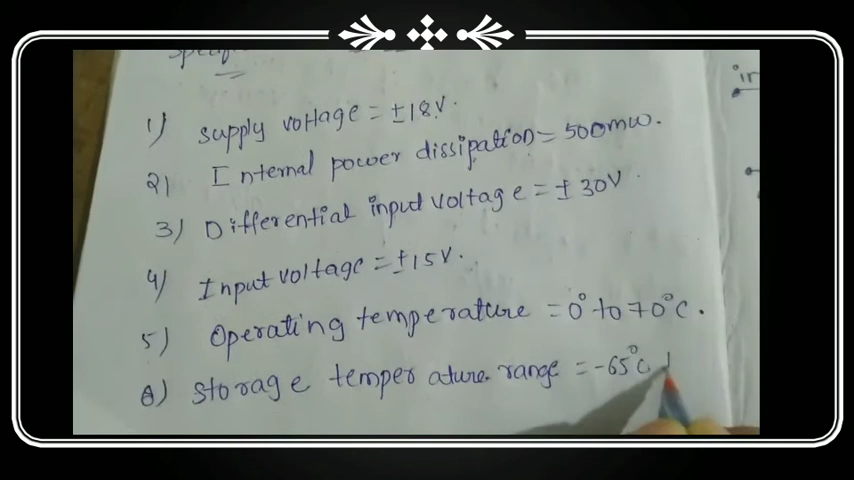 1) Supply voltage = ±18V.
2) Internal power dissipation = 500mw.
3) Differential input voltage = ± 30V
4) Input voltage = ±15V.
5) Operating temperature = 0° to 70°C.
6) Storage temperature range = -65°C
in